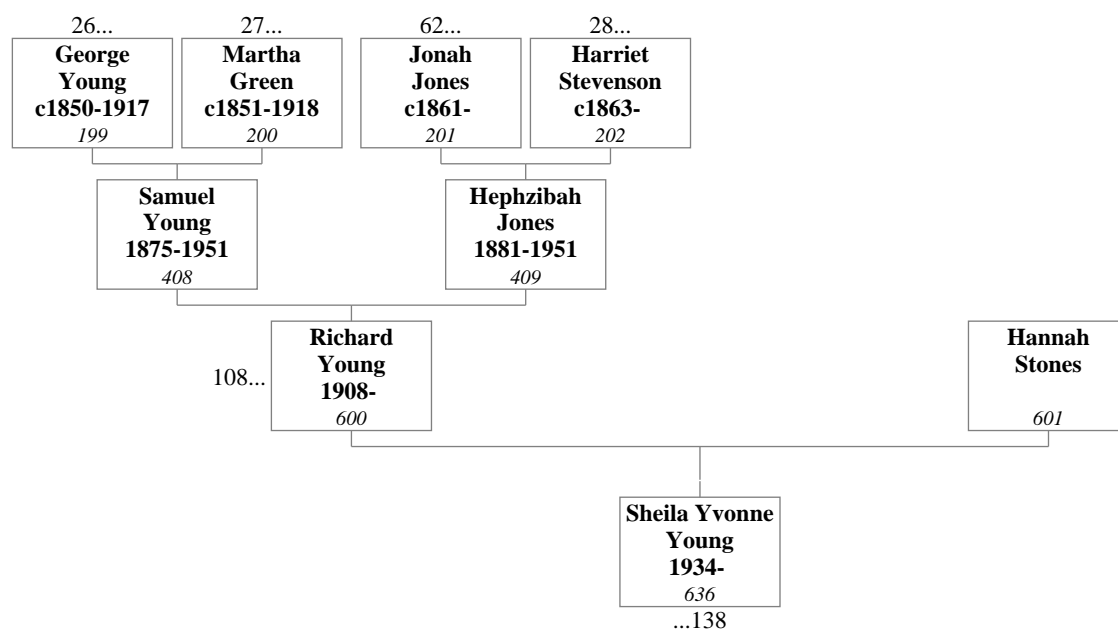 26...
27...
62...
28...
George
Young
c1850-1917
199
Martha
Green
c1851-1918
200
Jonah
Jones
c1861-
201
Harriet
Stevenson
c1863-
202
Samuel
Young
1875-1951
408
Hephzibah
Jones
1881-1951
409
108...
Richard
Young
1908-
600
Hannah
Stones
601
Sheila Yvonne
Young
1934-
636
...138